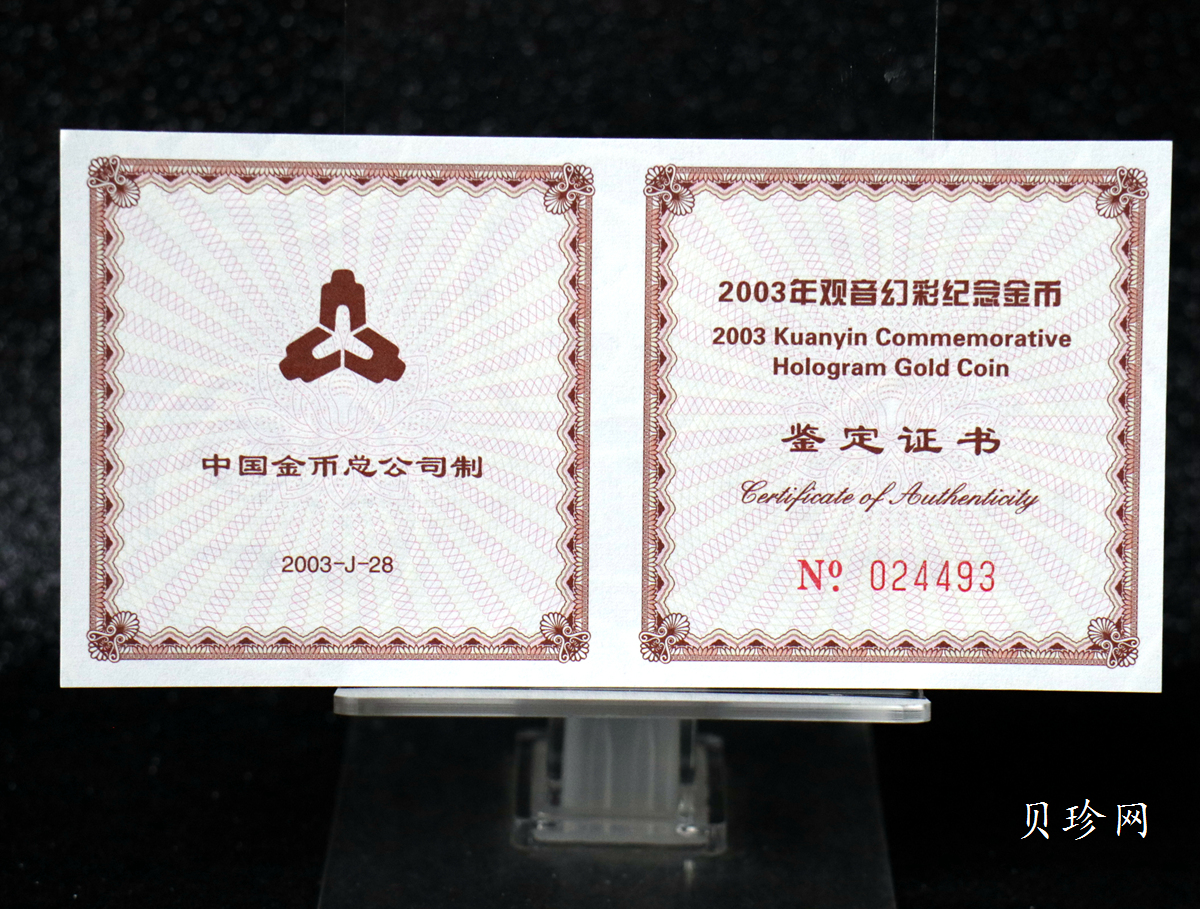 中国金币总公司制
2003-J-28
2003年观音幻彩纪念金币
2003 Kuanyin Commemorative
Hologram Gold Coin
鉴定证书
Certificate of Authenticity
Nº 024493
贝珍网